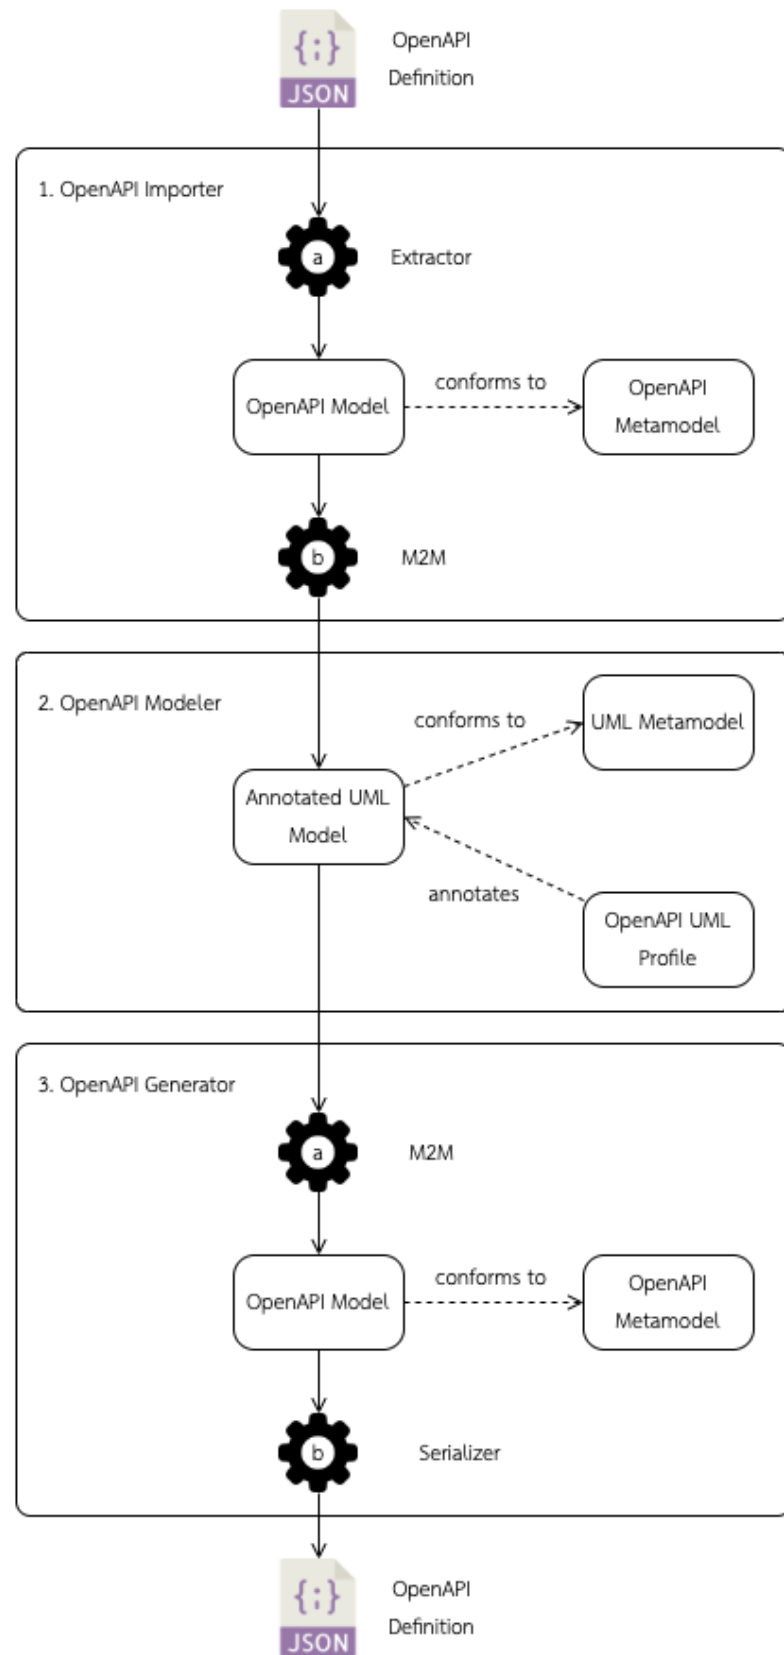 {;}
JSON
OpenAPI
Definition
1. OpenAPI Importer
a
Extractor
OpenAPI Model
conforms to
OpenAPI
Metamodel
b
M2M
2. OpenAPI Modeler
conforms to
UML Metamodel
Annotated UML
Model
annotates
OpenAPI UML
Profile
3. OpenAPI Generator
a
M2M
OpenAPI Model
conforms to
OpenAPI
Metamodel
b
Serializer
{;}
JSON
OpenAPI
Definition